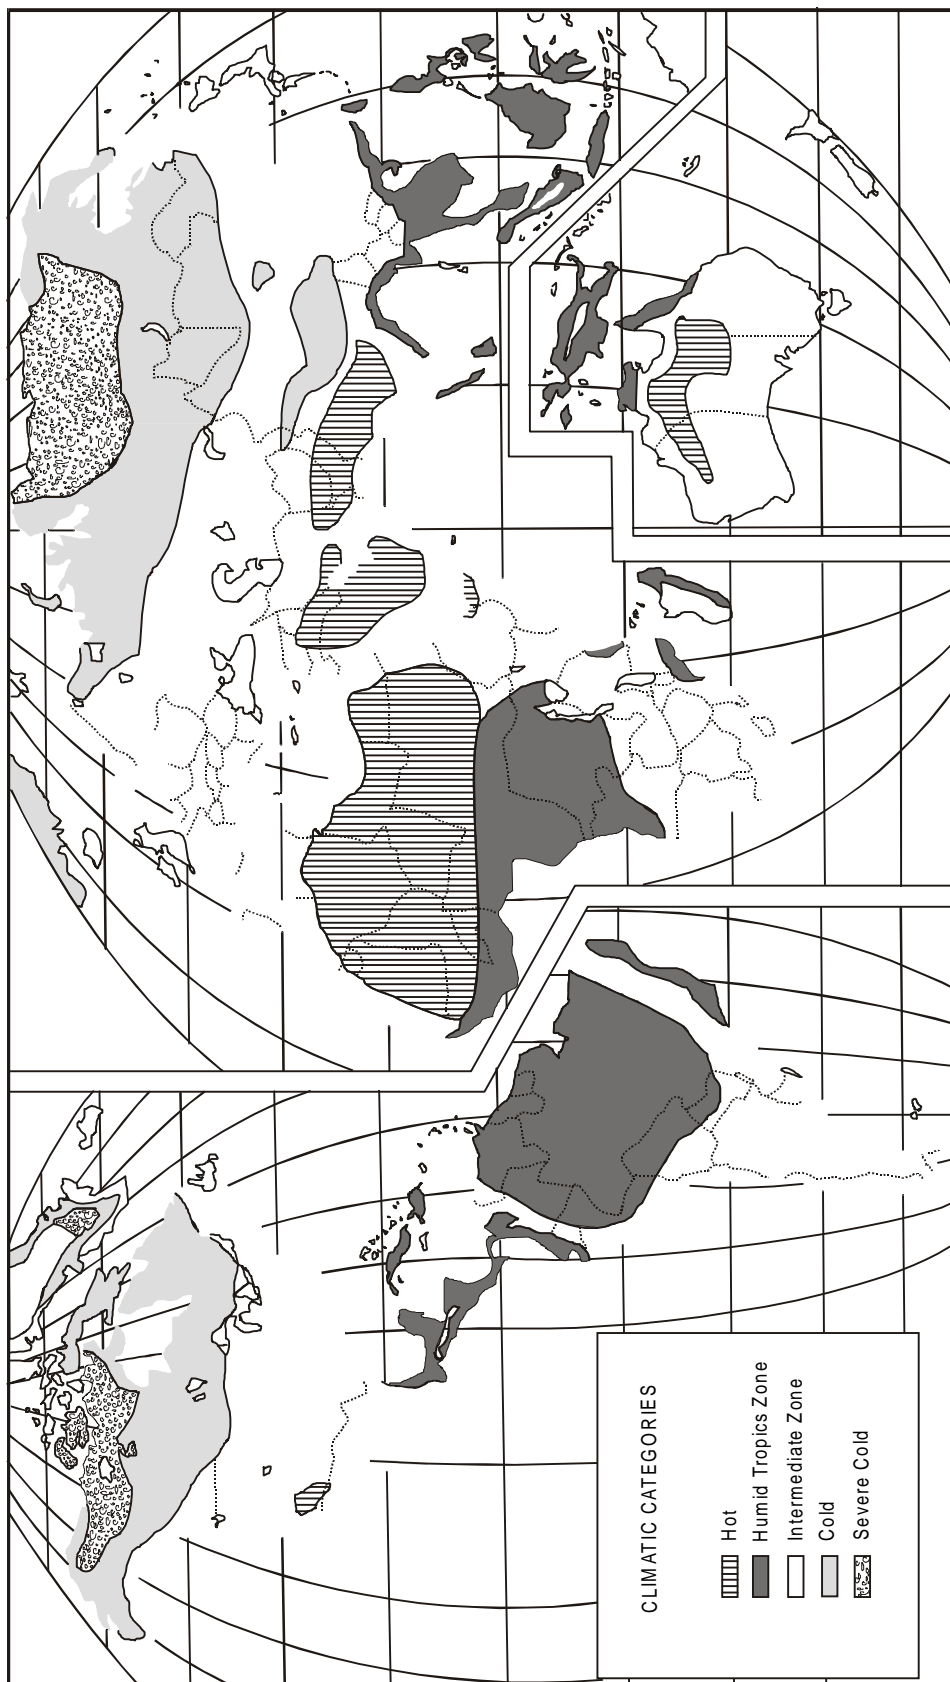 CLIMATIC CATEGORIES
Hot
Humid Tropics Zone
Intermediate Zone
Cold
Severe Cold